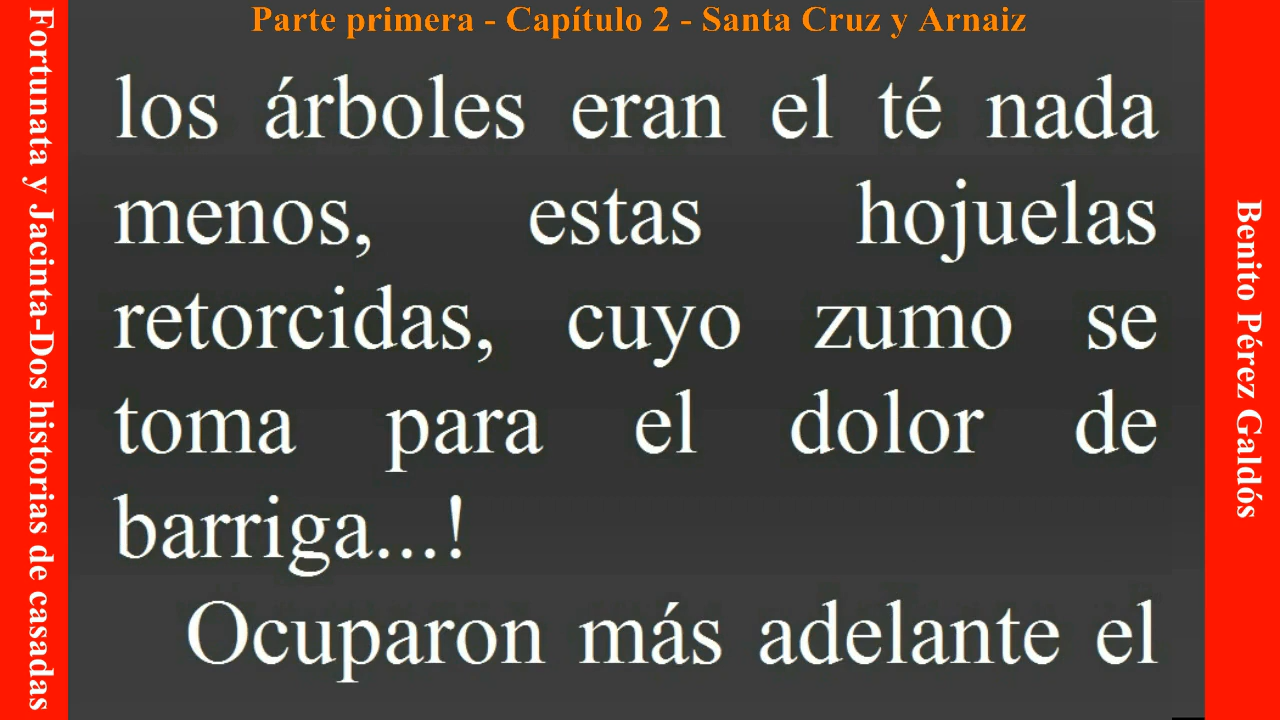 Parte primera - Capítulo 2 - Santa Cruz y Arnaiz
Fortunata y Jacinta-Dos historias de casadas
los árboles eran el té nada
menos, estas hojuelas
retorcidas, cuyo zumo se
toma para el dolor de
barriga...!
Ocuparon más adelante el
Benito Pérez Galdós